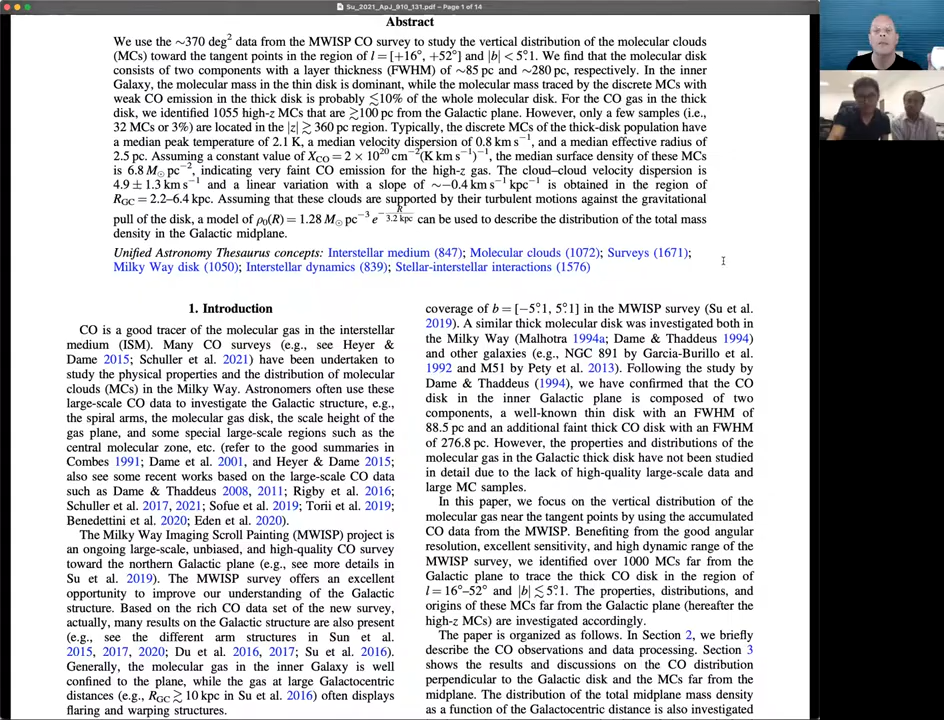 Su_2021_ApJ_910_131.pdf – Page 1 of 14
Abstract
We use the ∼370 deg² data from the MWISP CO survey to study the vertical distribution of the molecular clouds
(MCs) toward the tangent points in the region of l = [+16°, +52°] and |b| < 5°.1. We find that the molecular disk
consists of two components with a layer thickness (FWHM) of ∼85 pc and ∼280 pc, respectively. In the inner
Galaxy, the molecular mass in the thin disk is dominant, while the molecular mass traced by the discrete MCs with
weak CO emission in the thick disk is probably ≲10% of the whole molecular disk. For the CO gas in the thick
disk, we identified 1055 high-z MCs that are ≳100 pc from the Galactic plane. However, only a few samples (i.e.,
32 MCs or 3%) are located in the |z| ≳ 360 pc region. Typically, the discrete MCs of the thick-disk population have
a median peak temperature of 2.1 K, a median velocity dispersion of 0.8 km s⁻¹, and a median effective radius of
2.5 pc. Assuming a constant value of X_CO = 2 × 10²⁰ cm⁻²(K km s⁻¹)⁻¹, the median surface density of these MCs
is 6.8 M⊙ pc⁻², indicating very faint CO emission for the high-z gas. The cloud–cloud velocity dispersion is
4.9 ± 1.3 km s⁻¹ and a linear variation with a slope of ∼−0.4 km s⁻¹ kpc⁻¹ is obtained in the region of
R_GC = 2.2–6.4 kpc. Assuming that these clouds are supported by their turbulent motions against the gravitational
pull of the disk, a model of ρ₀(R) = 1.28 M⊙ pc⁻³ e^(−R/3.2 kpc) can be used to describe the distribution of the total mass
density in the Galactic midplane.
Unified Astronomy Thesaurus concepts: Interstellar medium (847); Molecular clouds (1072); Surveys (1671);
Milky Way disk (1050); Interstellar dynamics (839); Stellar-interstellar interactions (1576)
1. Introduction
CO is a good tracer of the molecular gas in the interstellar
medium (ISM). Many CO surveys (e.g., see Heyer &
Dame 2015; Schuller et al. 2021) have been undertaken to
study the physical properties and the distribution of molecular
clouds (MCs) in the Milky Way. Astronomers often use these
large-scale CO data to investigate the Galactic structure, e.g.,
the spiral arms, the molecular gas disk, the scale height of the
gas plane, and some special large-scale regions such as the
central molecular zone, etc. (refer to the good summaries in
Combes 1991; Dame et al. 2001, and Heyer & Dame 2015;
also see some recent works based on the large-scale CO data
such as Dame & Thaddeus 2008, 2011; Rigby et al. 2016;
Schuller et al. 2017, 2021; Sofue et al. 2019; Torii et al. 2019;
Benedettini et al. 2020; Eden et al. 2020).
The Milky Way Imaging Scroll Painting (MWISP) project is
an ongoing large-scale, unbiased, and high-quality CO survey
toward the northern Galactic plane (e.g., see more details in
Su et al. 2019). The MWISP survey offers an excellent
opportunity to improve our understanding of the Galactic
structure. Based on the rich CO data set of the new survey,
actually, many results on the Galactic structure are also present
(e.g., see the different arm structures in Sun et al.
2015, 2017, 2020; Du et al. 2016, 2017; Su et al. 2016).
Generally, the molecular gas in the inner Galaxy is well
confined to the plane, while the gas at large Galactocentric
distances (e.g., R_GC ≳ 10 kpc in Su et al. 2016) often displays
flaring and warping structures.
coverage of b = [−5°.1, 5°.1] in the MWISP survey (Su et al.
2019). A similar thick molecular disk was investigated both in
the Milky Way (Malhotra 1994a; Dame & Thaddeus 1994)
and other galaxies (e.g., NGC 891 by Garcia-Burillo et al.
1992 and M51 by Pety et al. 2013). Following the study by
Dame & Thaddeus (1994), we have confirmed that the CO
disk in the inner Galactic plane is composed of two
components, a well-known thin disk with an FWHM of
88.5 pc and an additional faint thick CO disk with an FWHM
of 276.8 pc. However, the properties and distributions of the
molecular gas in the Galactic thick disk have not been studied
in detail due to the lack of high-quality large-scale data and
large MC samples.
In this paper, we focus on the vertical distribution of the
molecular gas near the tangent points by using the accumulated
CO data from the MWISP. Benefiting from the good angular
resolution, excellent sensitivity, and high dynamic range of the
MWISP survey, we identified over 1000 MCs far from the
Galactic plane to trace the thick CO disk in the region of
l = 16°–52° and |b| ≲ 5°.1. The properties, distributions, and
origins of these MCs far from the Galactic plane (hereafter the
high-z MCs) are investigated accordingly.
The paper is organized as follows. In Section 2, we briefly
describe the CO observations and data processing. Section 3
shows the results and discussions on the CO distribution
perpendicular to the Galactic disk and the MCs far from the
midplane. The distribution of the total midplane mass density
as a function of the Galactocentric distance is also investigated